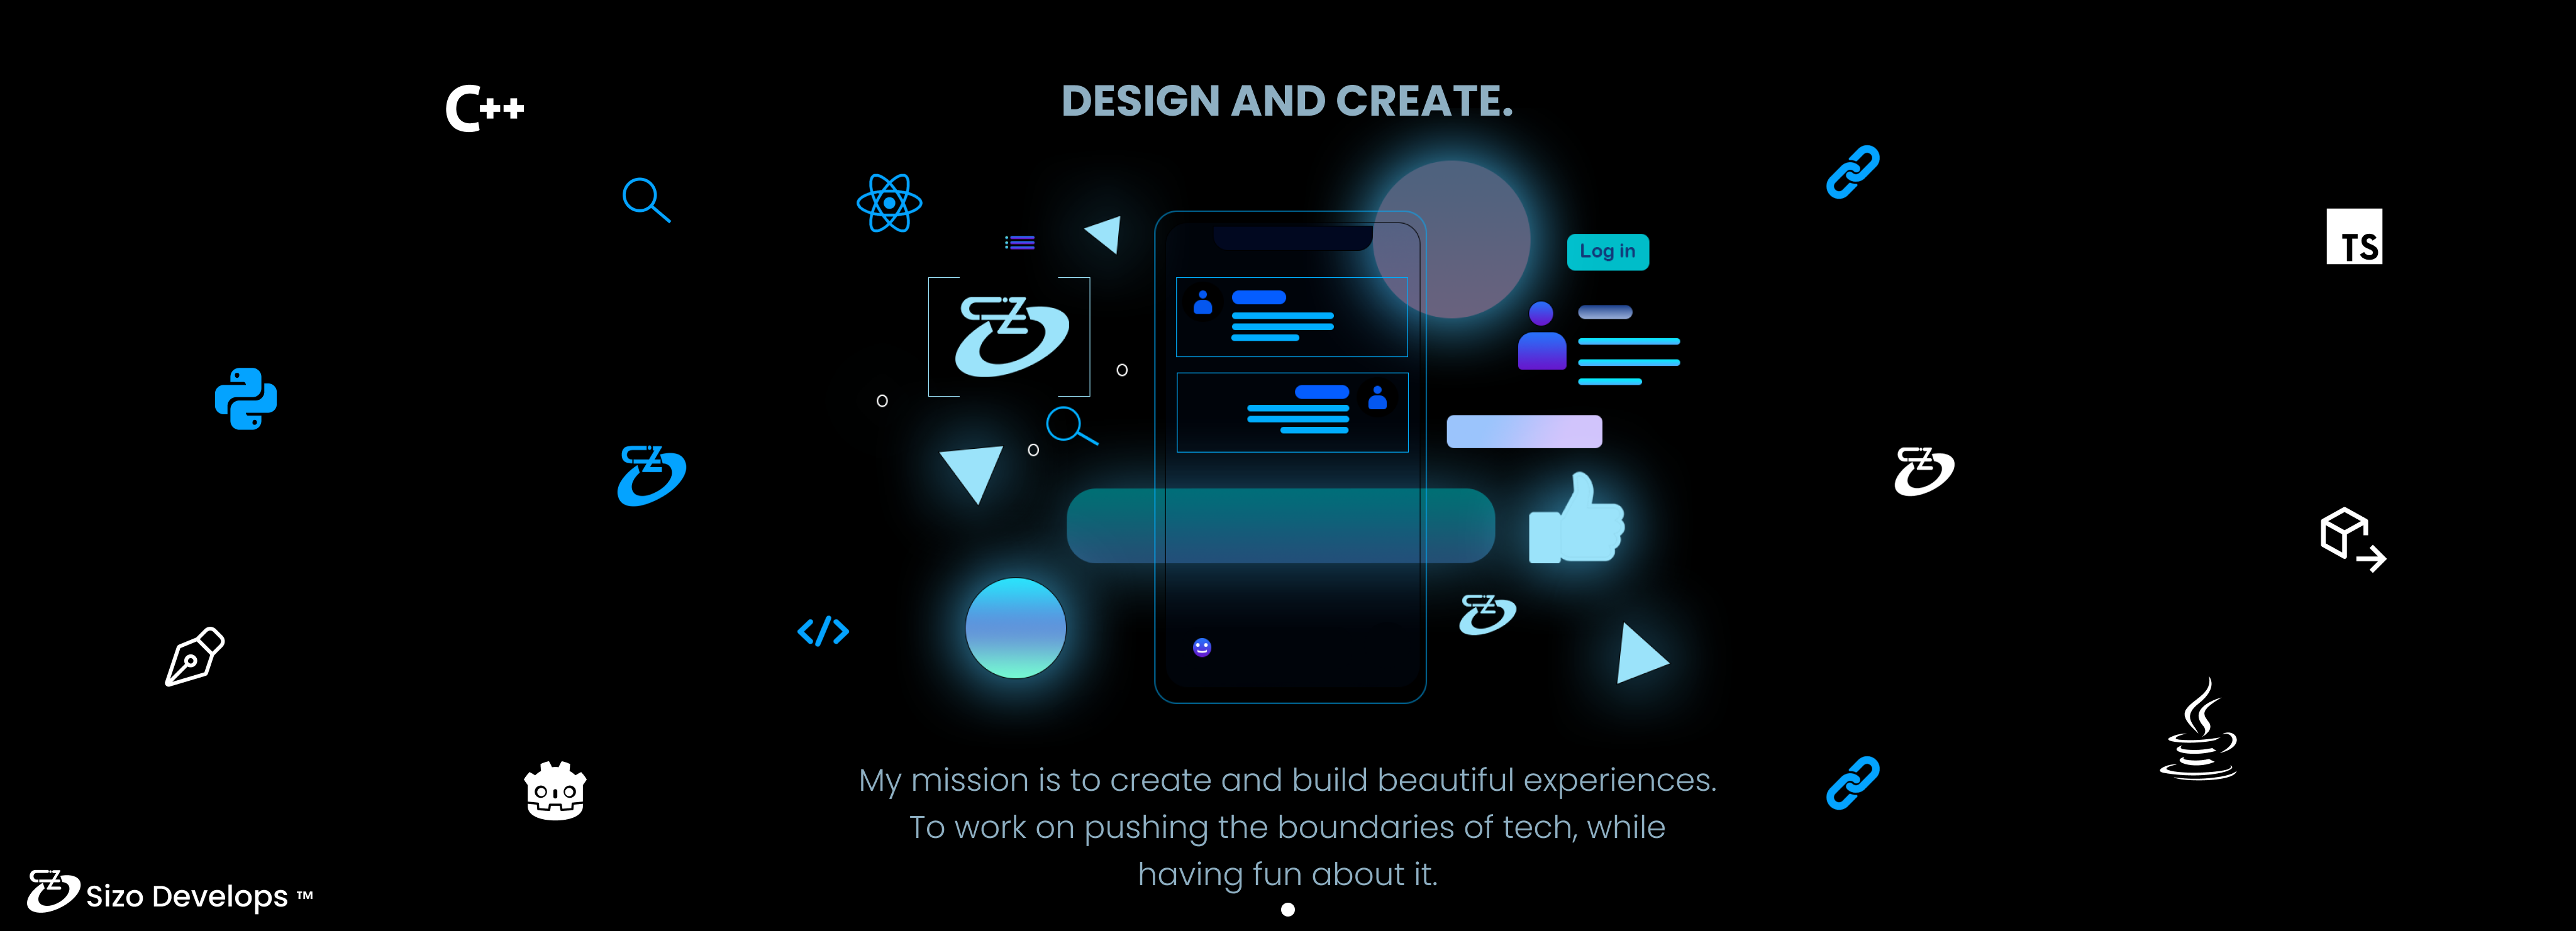 C++
DESIGN AND CREATE.
Log in
TS
My mission is to create and build beautiful experiences.
To work on pushing the boundaries of tech, while
having fun about it.
Sizo Develops ™